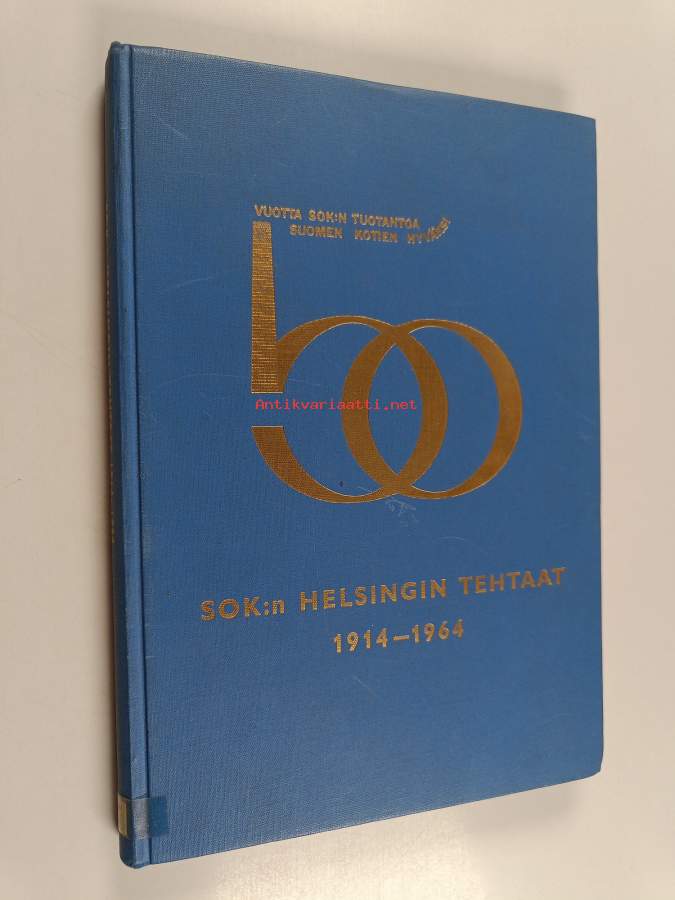 VUOTTA SOK:N TUOTANTOA
SUOMEN KOTIEN HYVÄKSI
50
Antikvariaatti.net
SOK:n HELSINGIN TEHTAAT
1914–1964